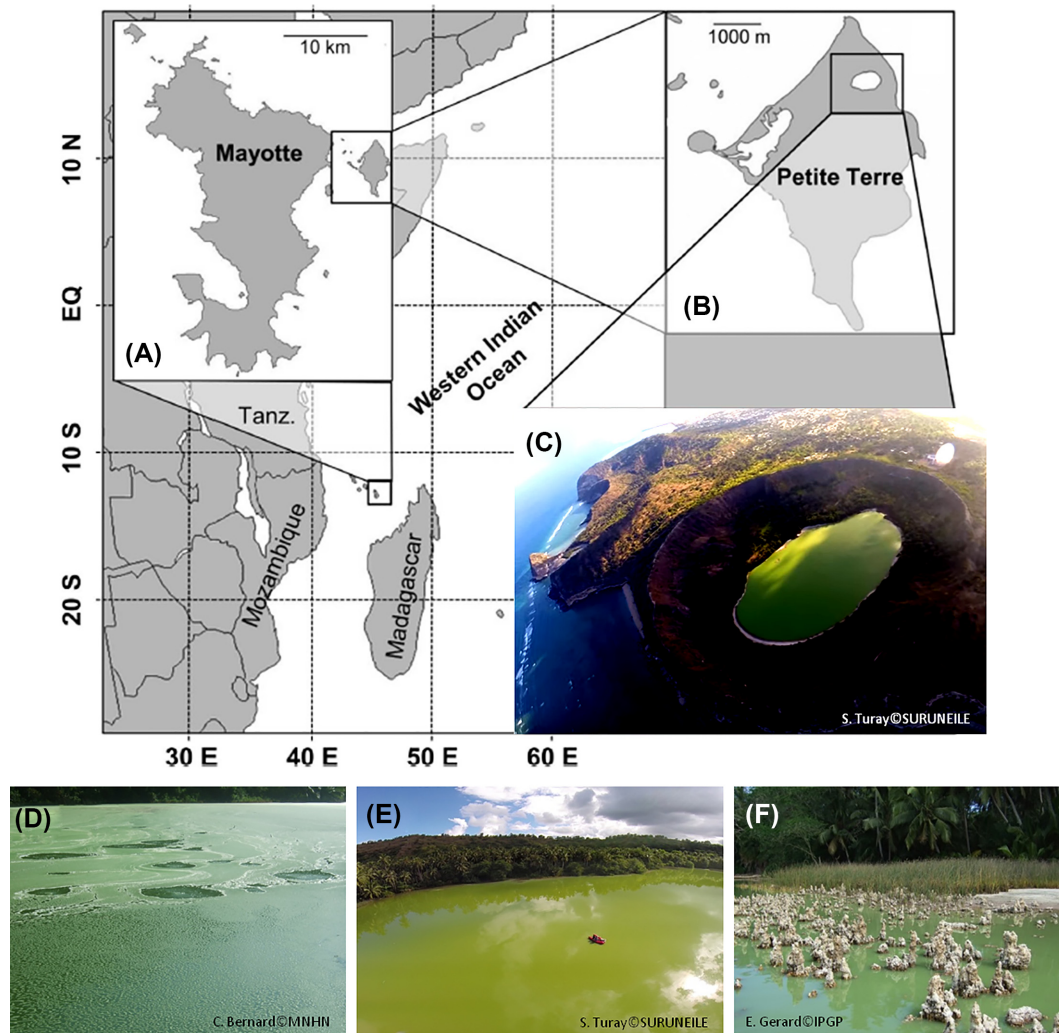 10 km
Mayotte
(A)
1000 m
Petite Terre
(B)
10 N
EQ
10 S
20 S
Western Indian
Ocean
Tanz.
Mozambique
Madagascar
30 E
40 E
50 E
60 E
(C)
S. Turay©SURUNEILE
(D)
C. Bernard©MNHN
(E)
S. Turay©SURUNEILE
(F)
E. Gerard©IPGP